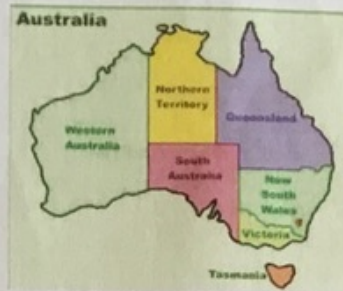 Australia
Northern
Territory
Queensland
Western
Australia
South
Australia
New
South
Wales
Victoria
Tasmania